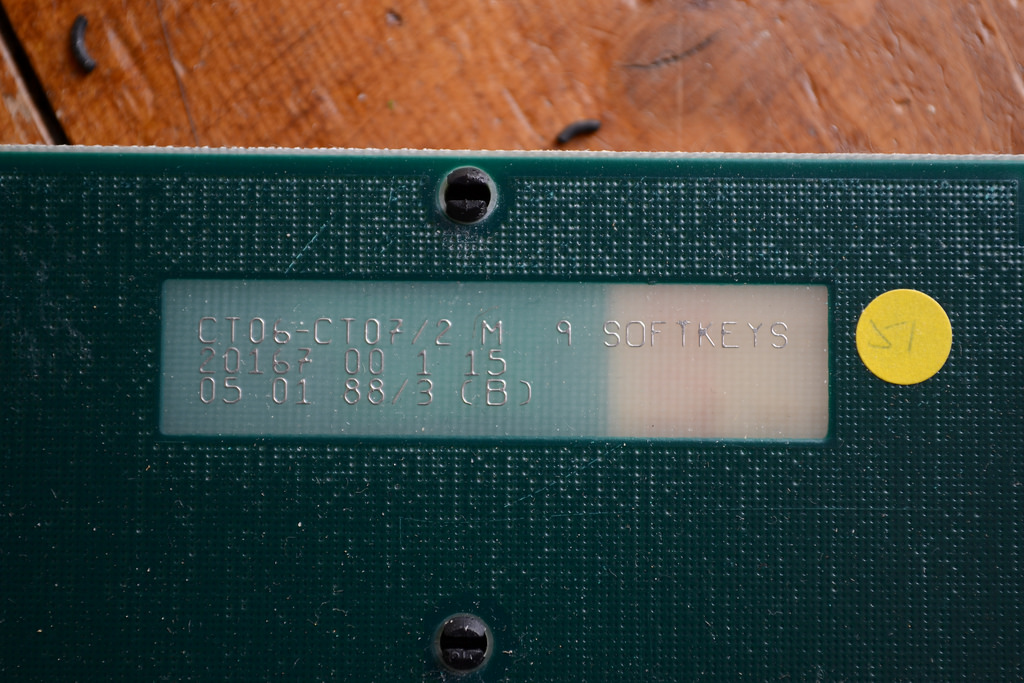 CT06-CT07/2 M 9 SOFTKEYS
20167 00 1 15
05 01 88/3 (B)